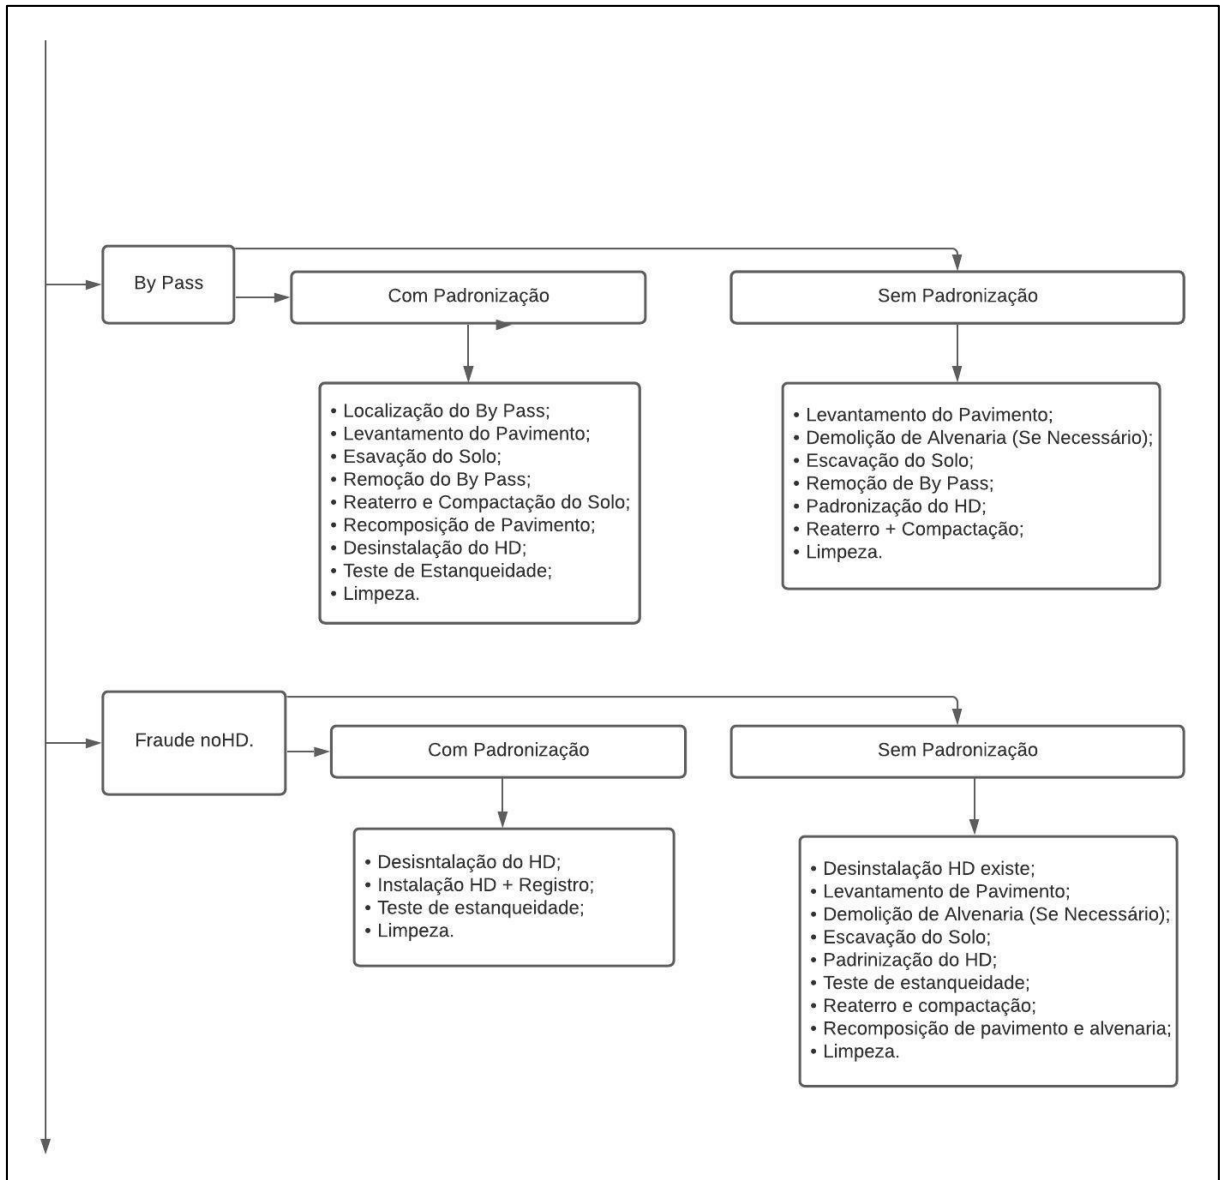 By Pass
Com Padronização
Sem Padronização
• Localização do By Pass;
• Levantamento do Pavimento;
• Esavação do Solo;
• Remoção do By Pass;
• Reaterro e Compactação do Solo;
• Recomposição de Pavimento;
• Desinstalação do HD;
• Teste de Estanqueidade;
• Limpeza.
• Levantamento do Pavimento;
• Demolição de Alvenaria (Se Necessário);
• Escavação do Solo;
• Remoção de By Pass;
• Padronização do HD;
• Reaterro + Compactação;
• Limpeza.
Fraude noHD.
Com Padronização
Sem Padronização
• Desisntalação do HD;
• Instalação HD + Registro;
• Teste de estanqueidade;
• Limpeza.
• Desinstalação HD existe;
• Levantamento de Pavimento;
• Demolição de Alvenaria (Se Necessário);
• Escavação do Solo;
• Padrinização do HD;
• Teste de estanqueidade;
• Reaterro e compactação;
• Recomposição de pavimento e alvenaria;
• Limpeza.